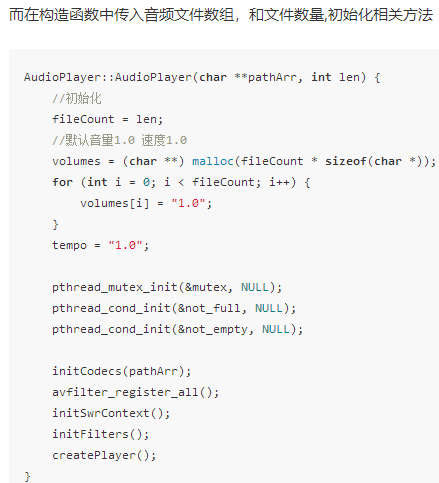 而在构造函数中传入音频文件数组，和文件数量,初始化相关方法
AudioPlayer::AudioPlayer(char **pathArr, int len) {
    //初始化
    fileCount = len;
    //默认音量1.0 速度1.0
    volumes = (char **) malloc(fileCount * sizeof(char *));
    for (int i = 0; i < fileCount; i++) {
        volumes[i] = "1.0";
    }
    tempo = "1.0";
    pthread_mutex_init(&mutex, NULL);
    pthread_cond_init(&not_full, NULL);
    pthread_cond_init(&not_empty, NULL);
    initCodecs(pathArr);
    avfilter_register_all();
    initSwrContext();
    initFilters();
    createPlayer();
}